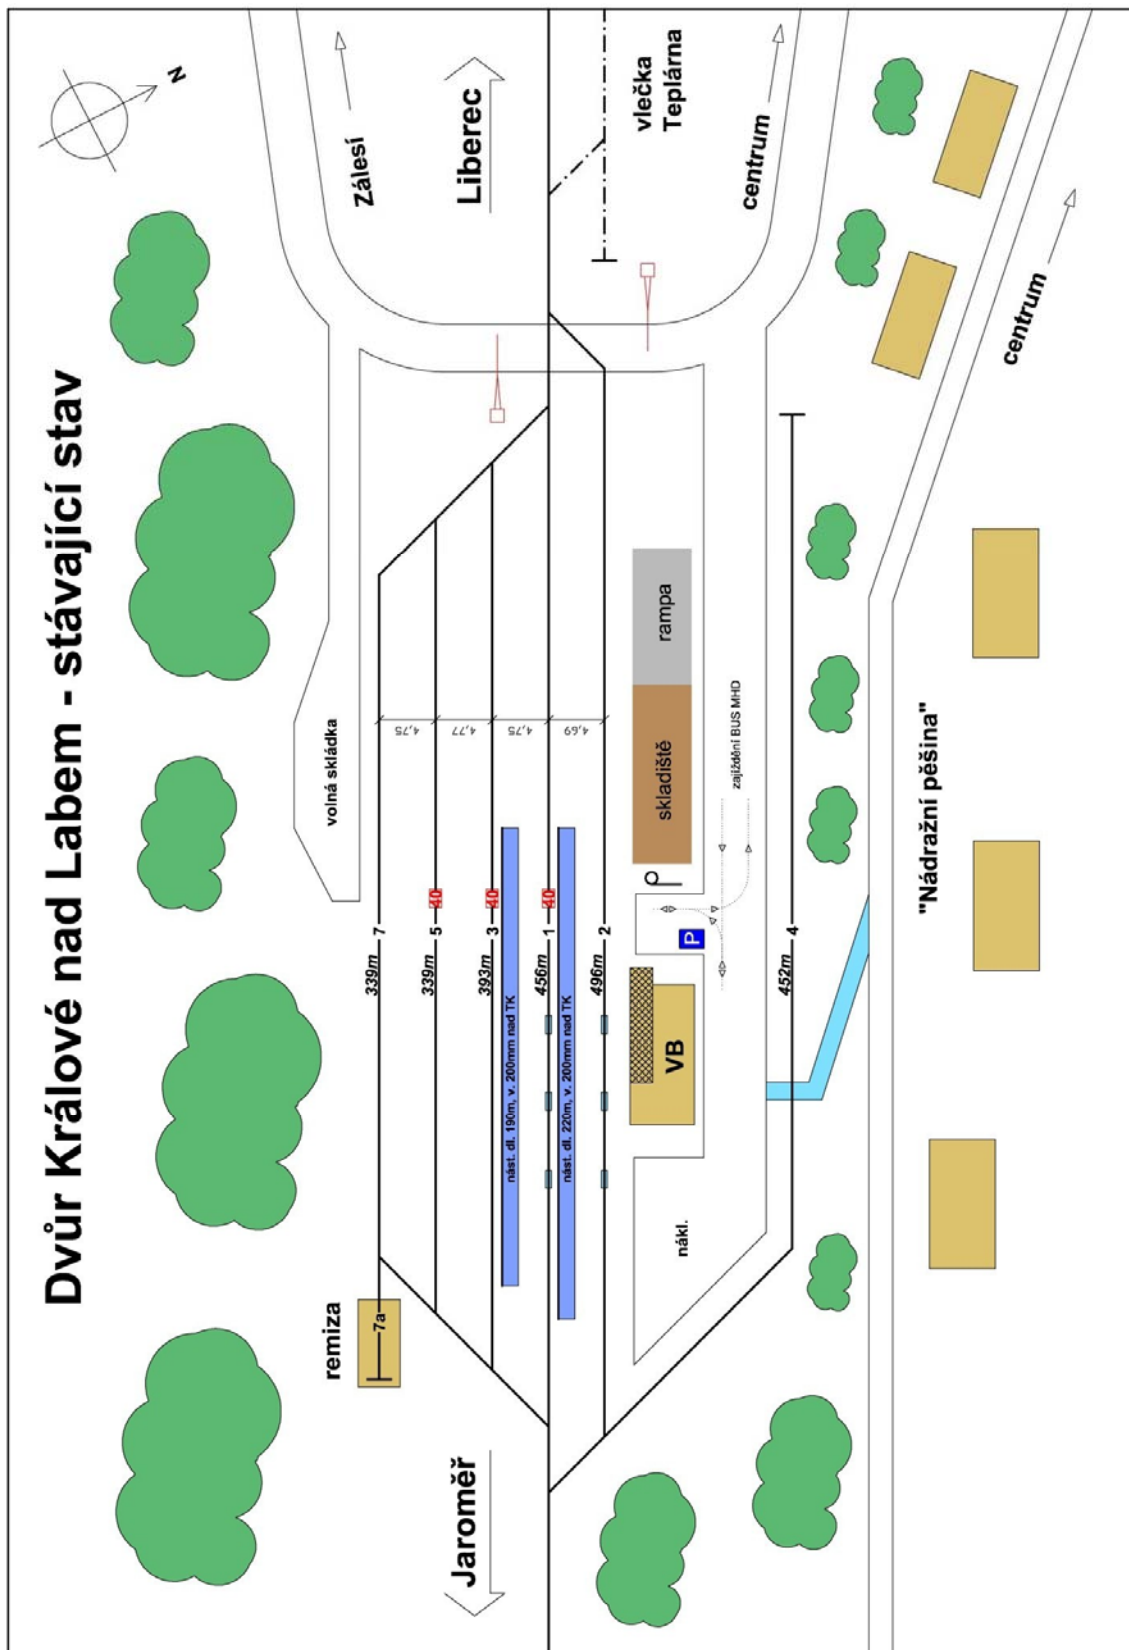 Dvůr Králové nad Labem - stávající stav
N
Zálesí
Liberec
vlečka
Teplárna
centrum
centrum
volná skládka
4,75
4,77
4,75
4,69
rampa
skladiště
zajíždění BUS MHD
"Nádražní pěšina"
40
40
40
339m 7
339m 5
393m 3
456m 1
496m 2
452m 4
P
nást. dl. 190m, v. 200mm nad TK
nást. dl. 220m, v. 200mm nad TK
VB
nákl.
remiza
7a
Jaroměř